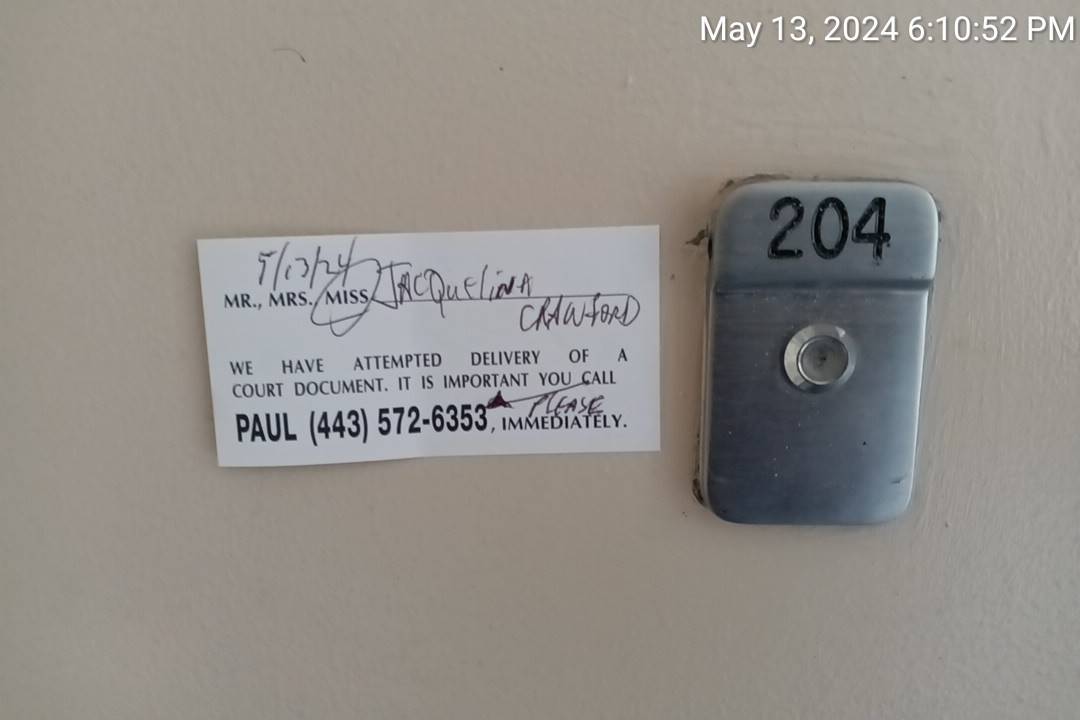 May 13, 2024 6:10:52 PM
204
5/13/24
MR., MRS. MISS JACQUELINA
CRAWFORD
WE HAVE ATTEMPTED DELIVERY OF A
COURT DOCUMENT. IT IS IMPORTANT YOU CALL
PLEASE
PAUL (443) 572-6353, IMMEDIATELY.